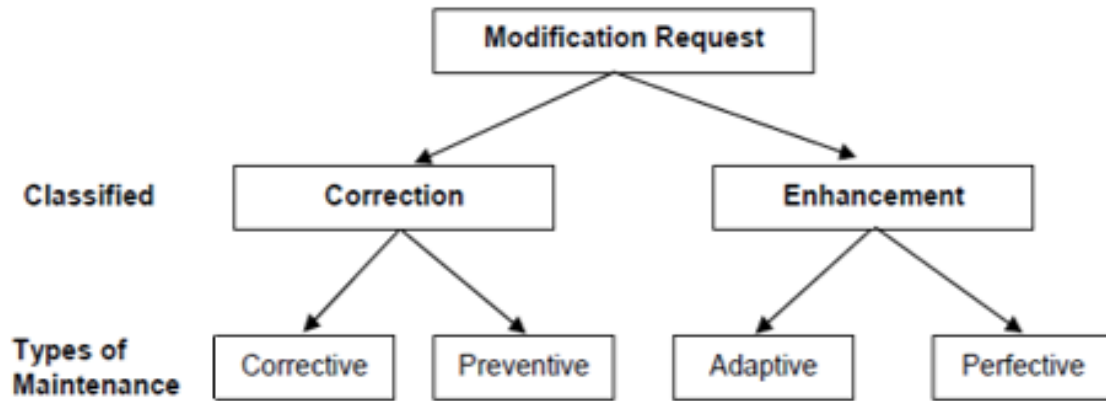 Modification Request
Classified
Correction
Enhancement
Types of
Maintenance
Corrective
Preventive
Adaptive
Perfective